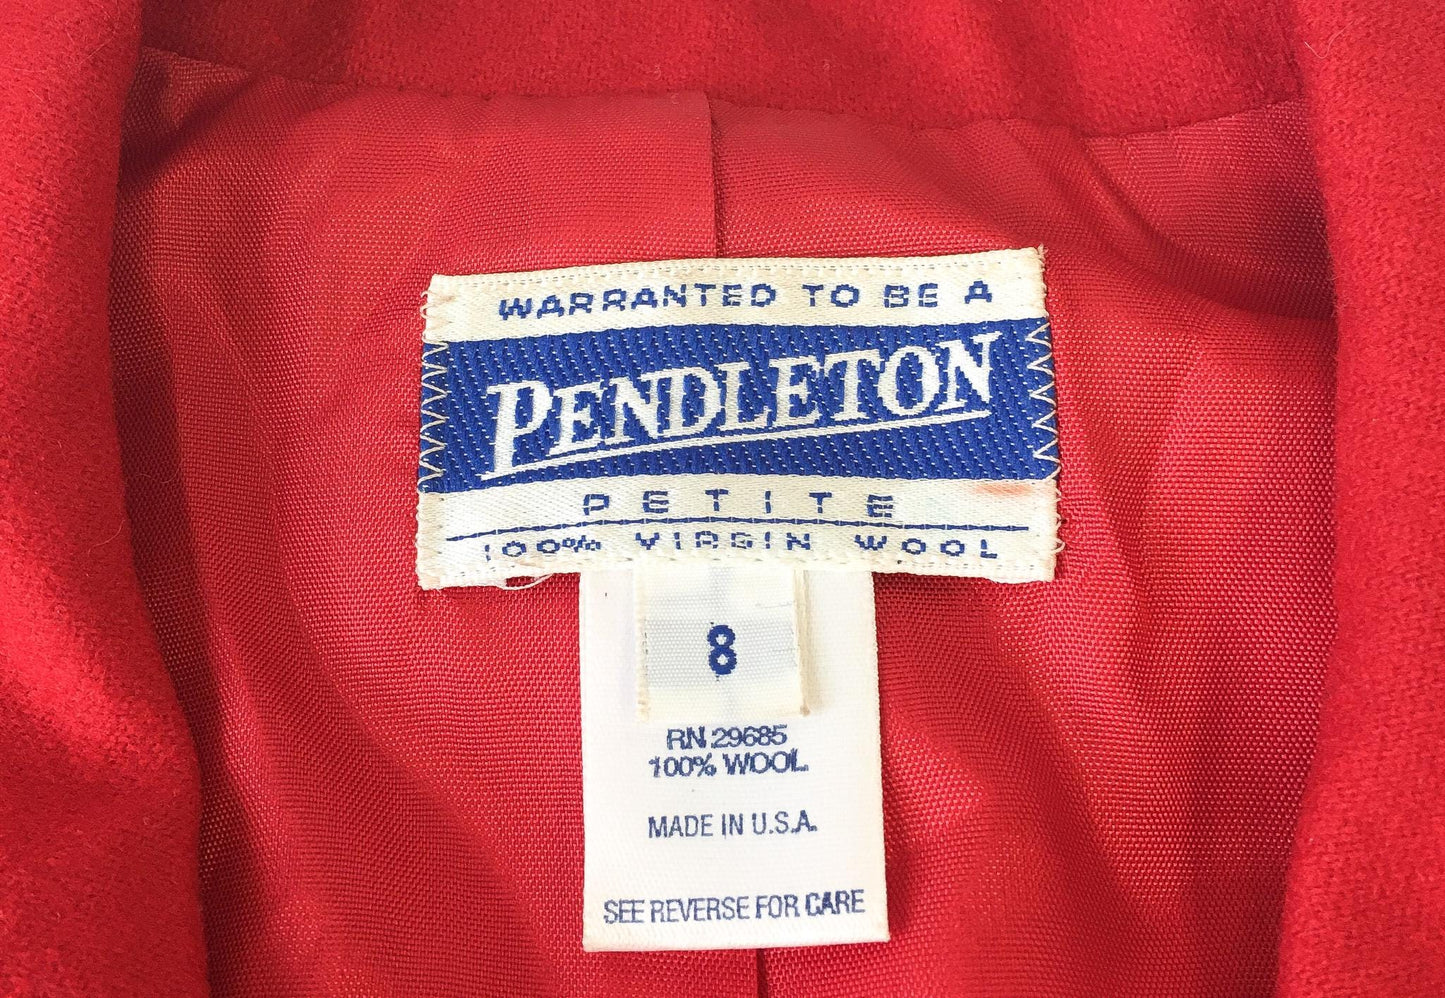 WARRANTED TO BE A
PENDLETON
PETITE
100% VIRGIN WOOL
8
RN 29685
100% WOOL
MADE IN U.S.A.
SEE REVERSE FOR CARE